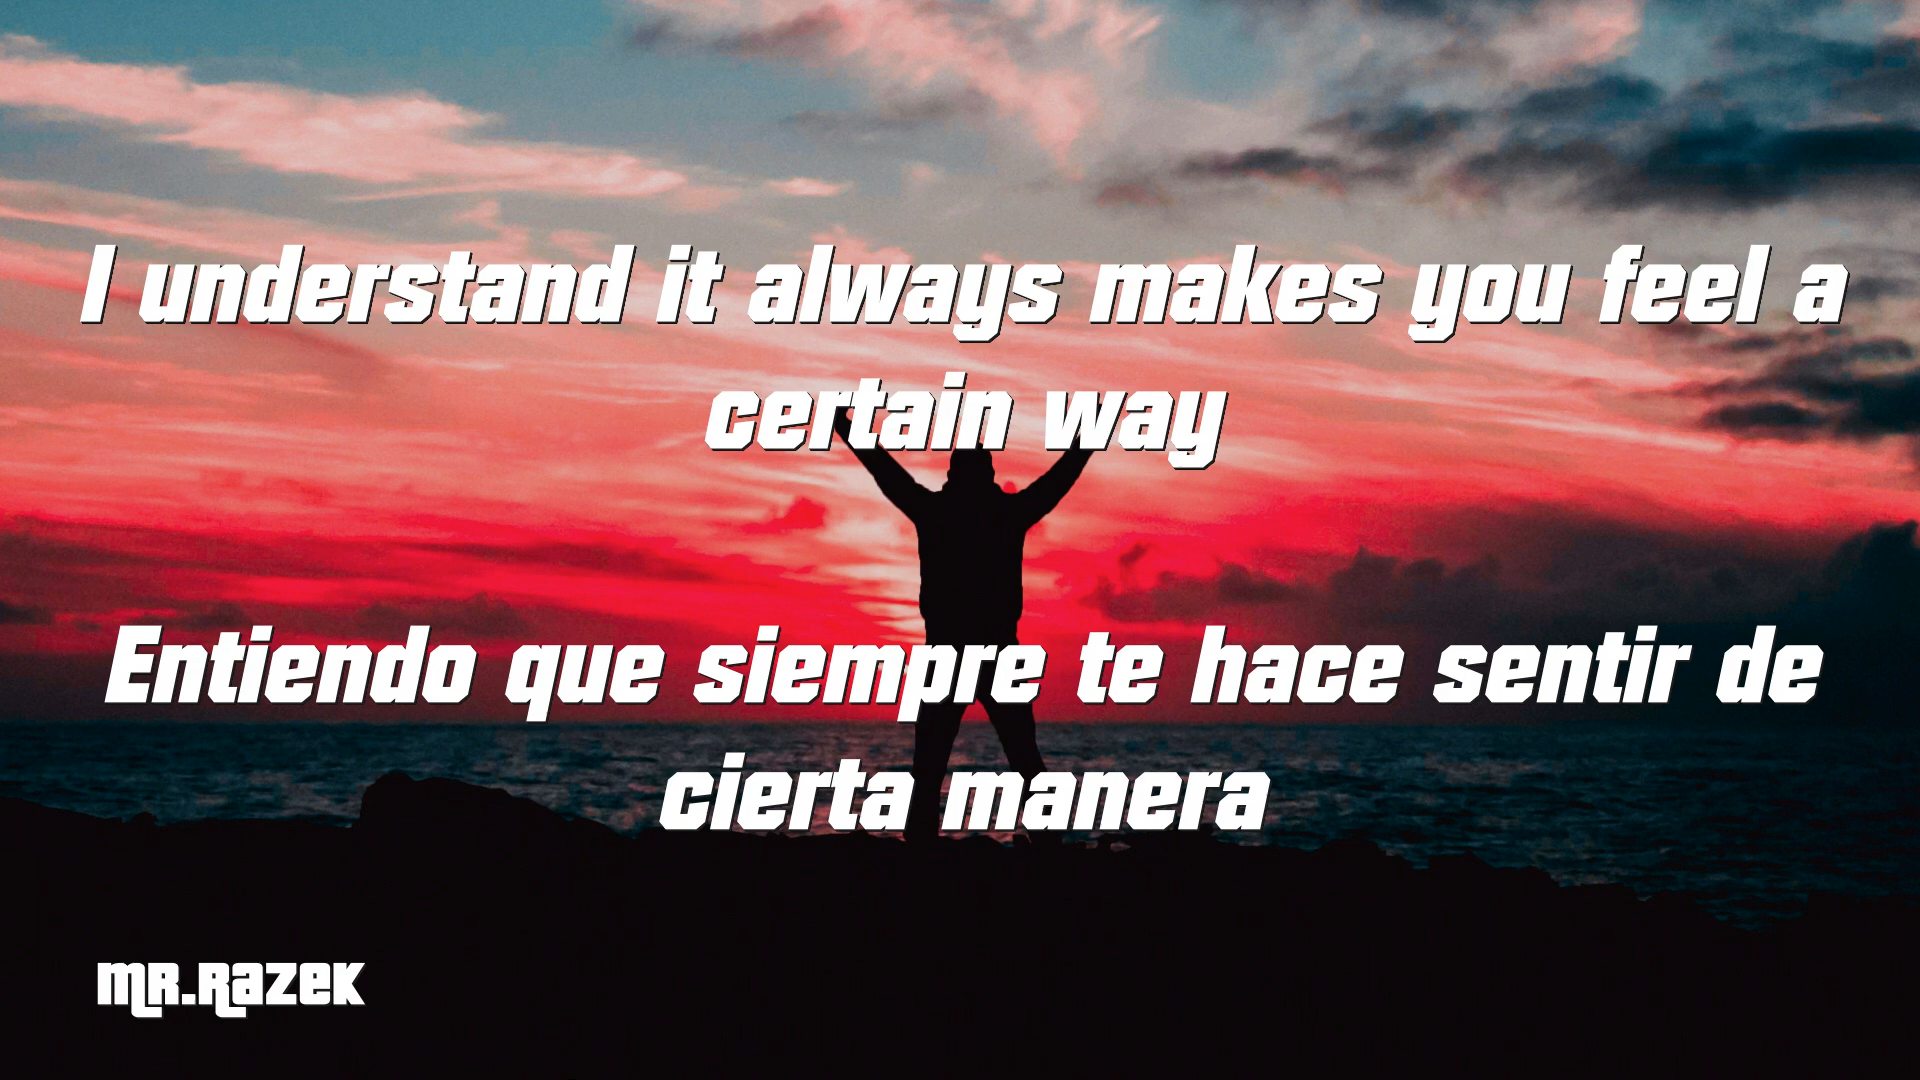 I understand it always makes you feel a
certain way
Entiendo que siempre te hace sentir de
cierta manera
MR.Razek